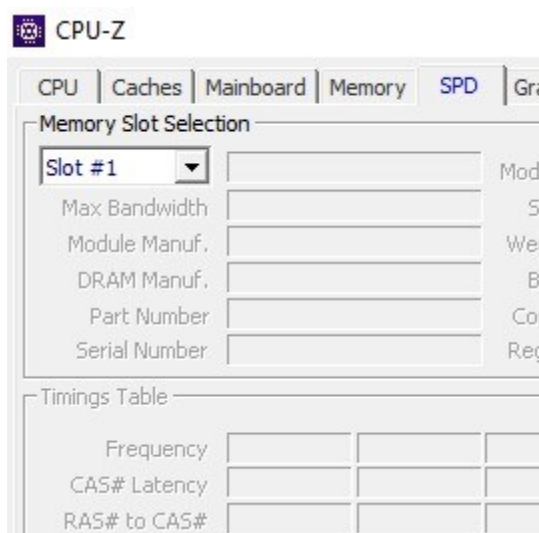 CPU-Z
CPU Caches Mainboard Memory SPD
Memory Slot Selection
Slot #1
Max Bandwidth
Module Manuf.
DRAM Manuf.
Part Number
Serial Number
Timings Table
Frequency
CAS# Latency
RAS# to CAS#